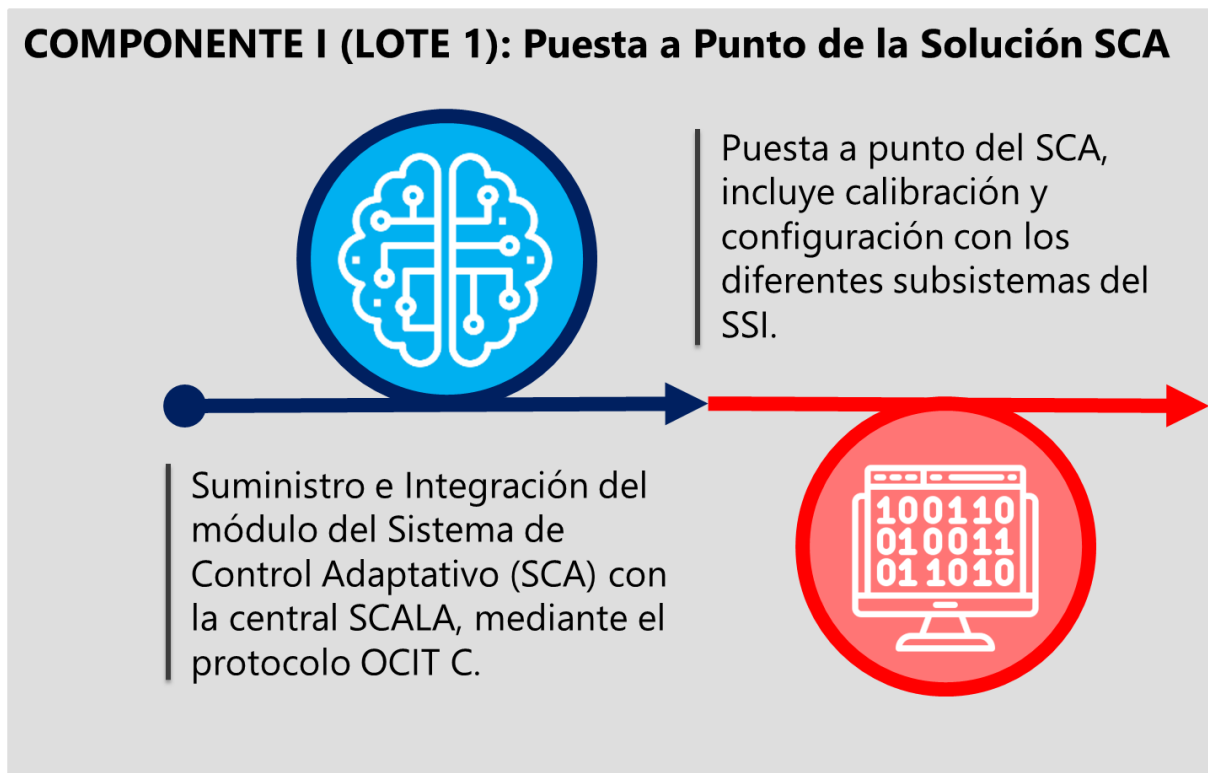 COMPONENTE I (LOTE 1): Puesta a Punto de la Solución SCA
Puesta a punto del SCA,
incluye calibración y
configuración con los
diferentes subsistemas del
SSI.
Suministro e Integración del
módulo del Sistema de
Control Adaptativo (SCA) con
la central SCALA, mediante el
protocolo OCIT C.
100110
010011
01 1010